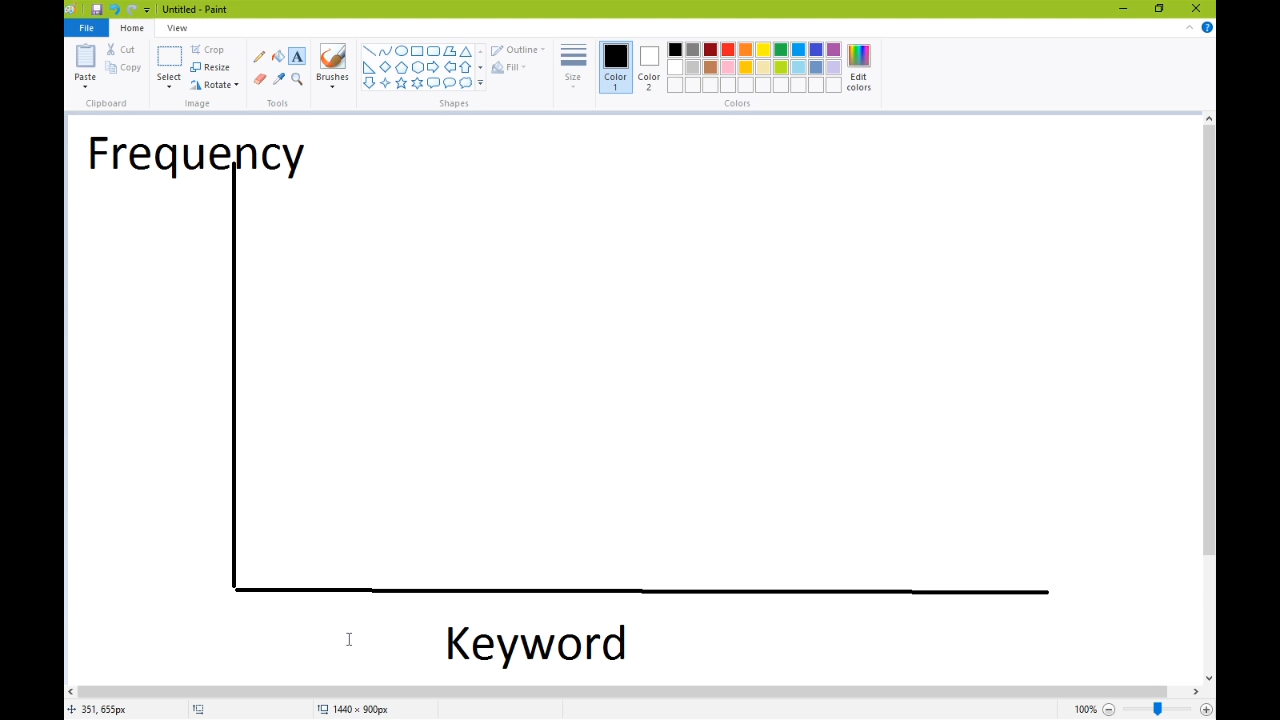 Untitled - Paint
File Home View
Paste
Cut
Copy
Clipboard
Select
Crop
Resize
Rotate
Image
A
Tools
Brushes
Shapes
Outline
Fill
Size
Color 1
Color 2
Colors
Edit colors
Frequency
Keyword
351, 655px
1440 × 900px
100%